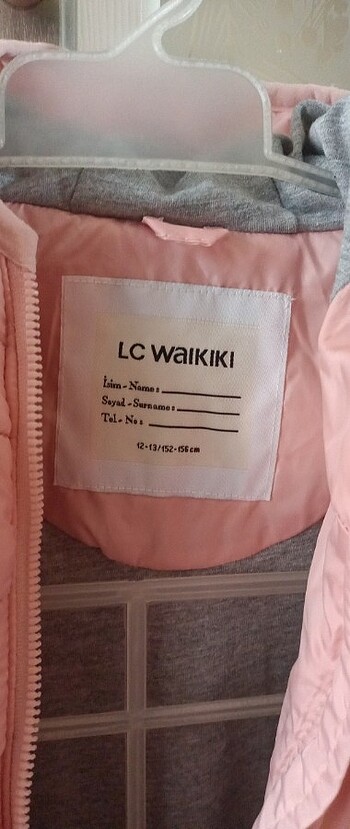 LC WAIKIKI
İsim - Name :
Soyad - Surname :
Tel - No :
12-13/152-158 cm